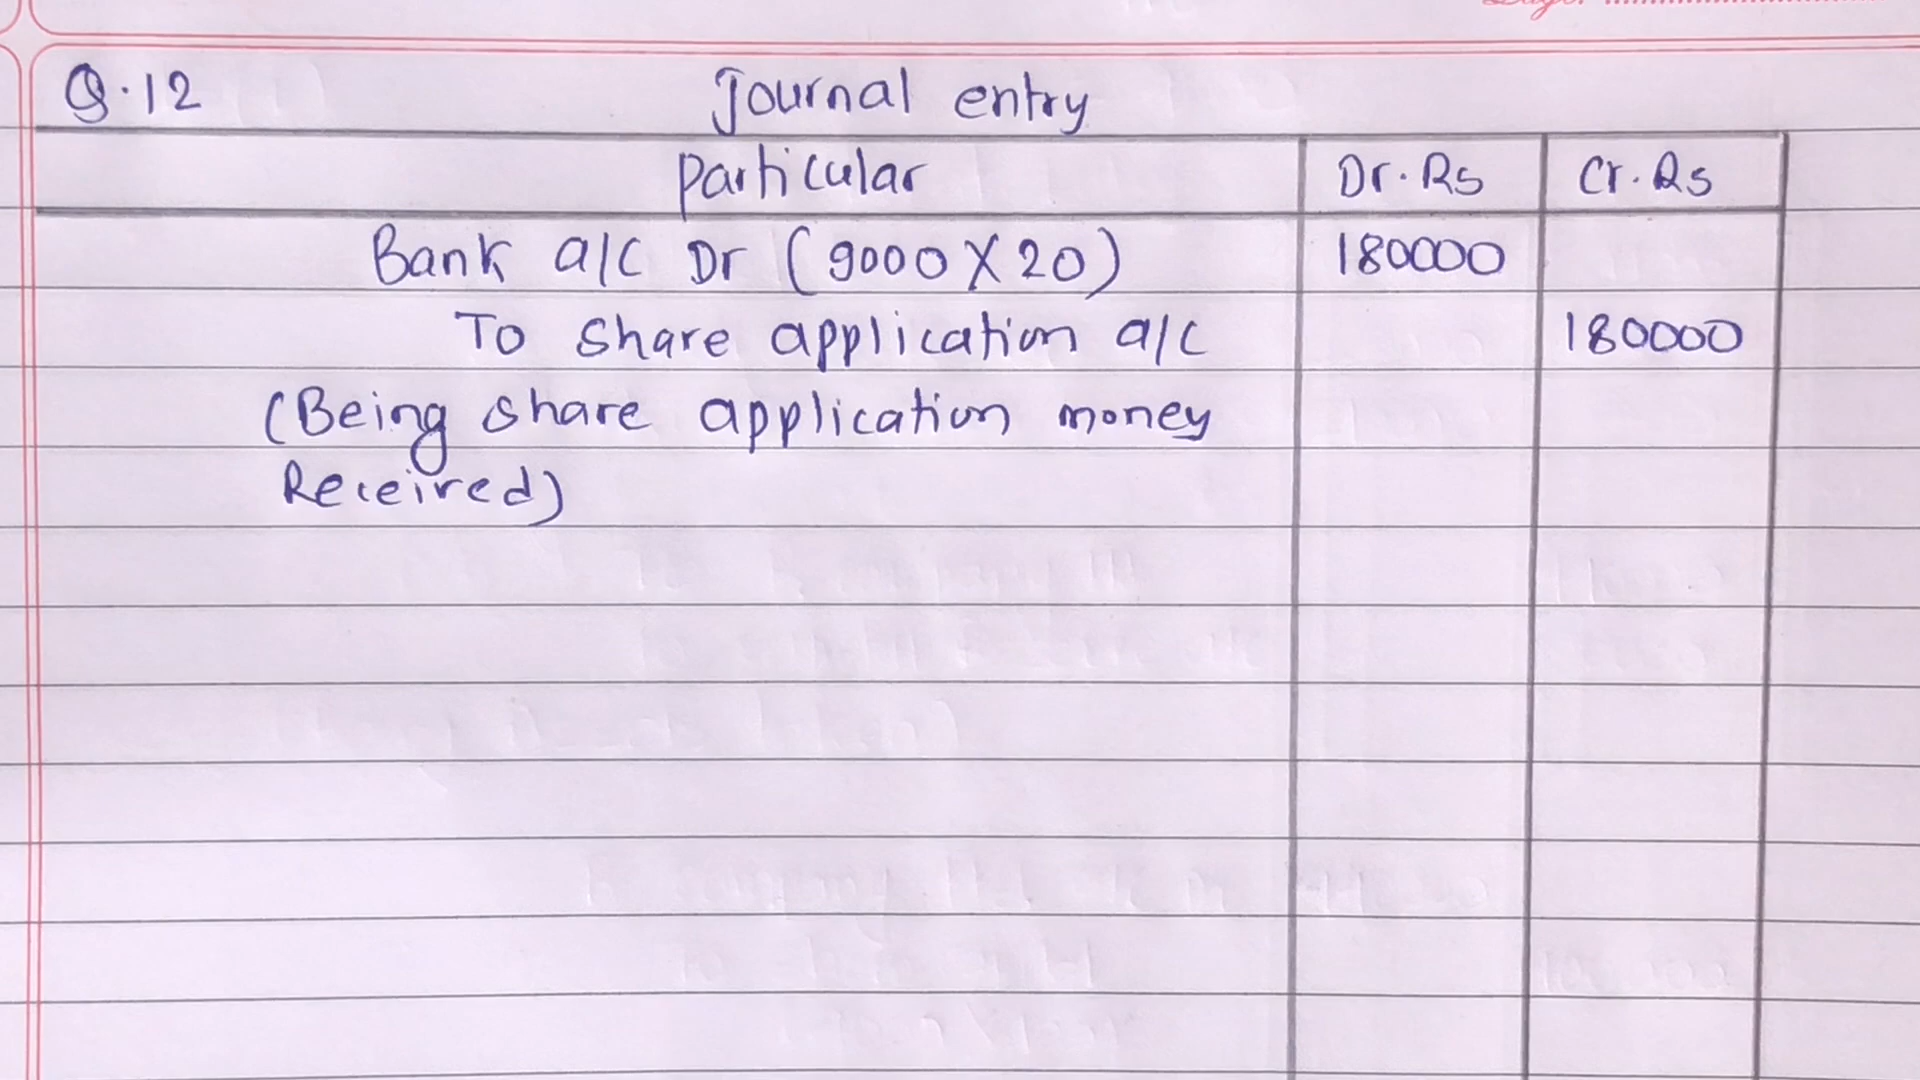 Q.12 Journal entry
Particular Dr. Rs Cr. Rs
Bank a/c Dr (9000 X 20) 180000
To share application a/c 180000
(Being share application money
Received)